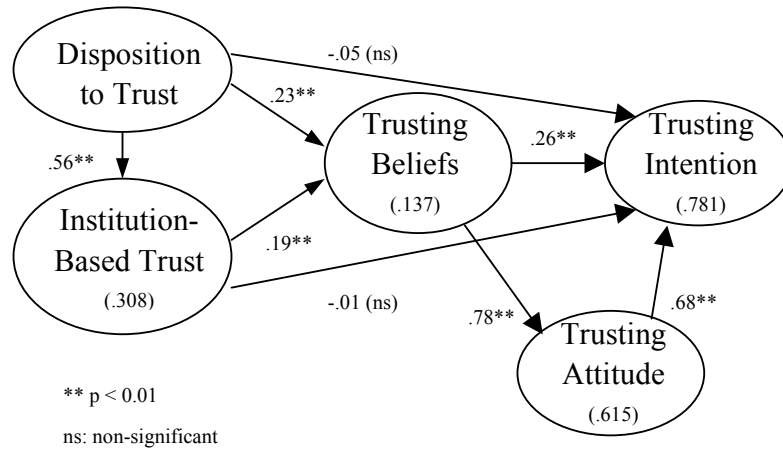 Disposition
to Trust
-.05 (ns)
.23**
Trusting
Beliefs
(.137)
.26**
Trusting
Intention
(.781)
.56**
Institution-
Based Trust
(.308)
.19**
-.01 (ns)
.78**
.68**
Trusting
Attitude
(.615)
** p < 0.01
ns: non-significant